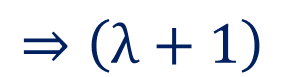 ⇒ (λ + 1)